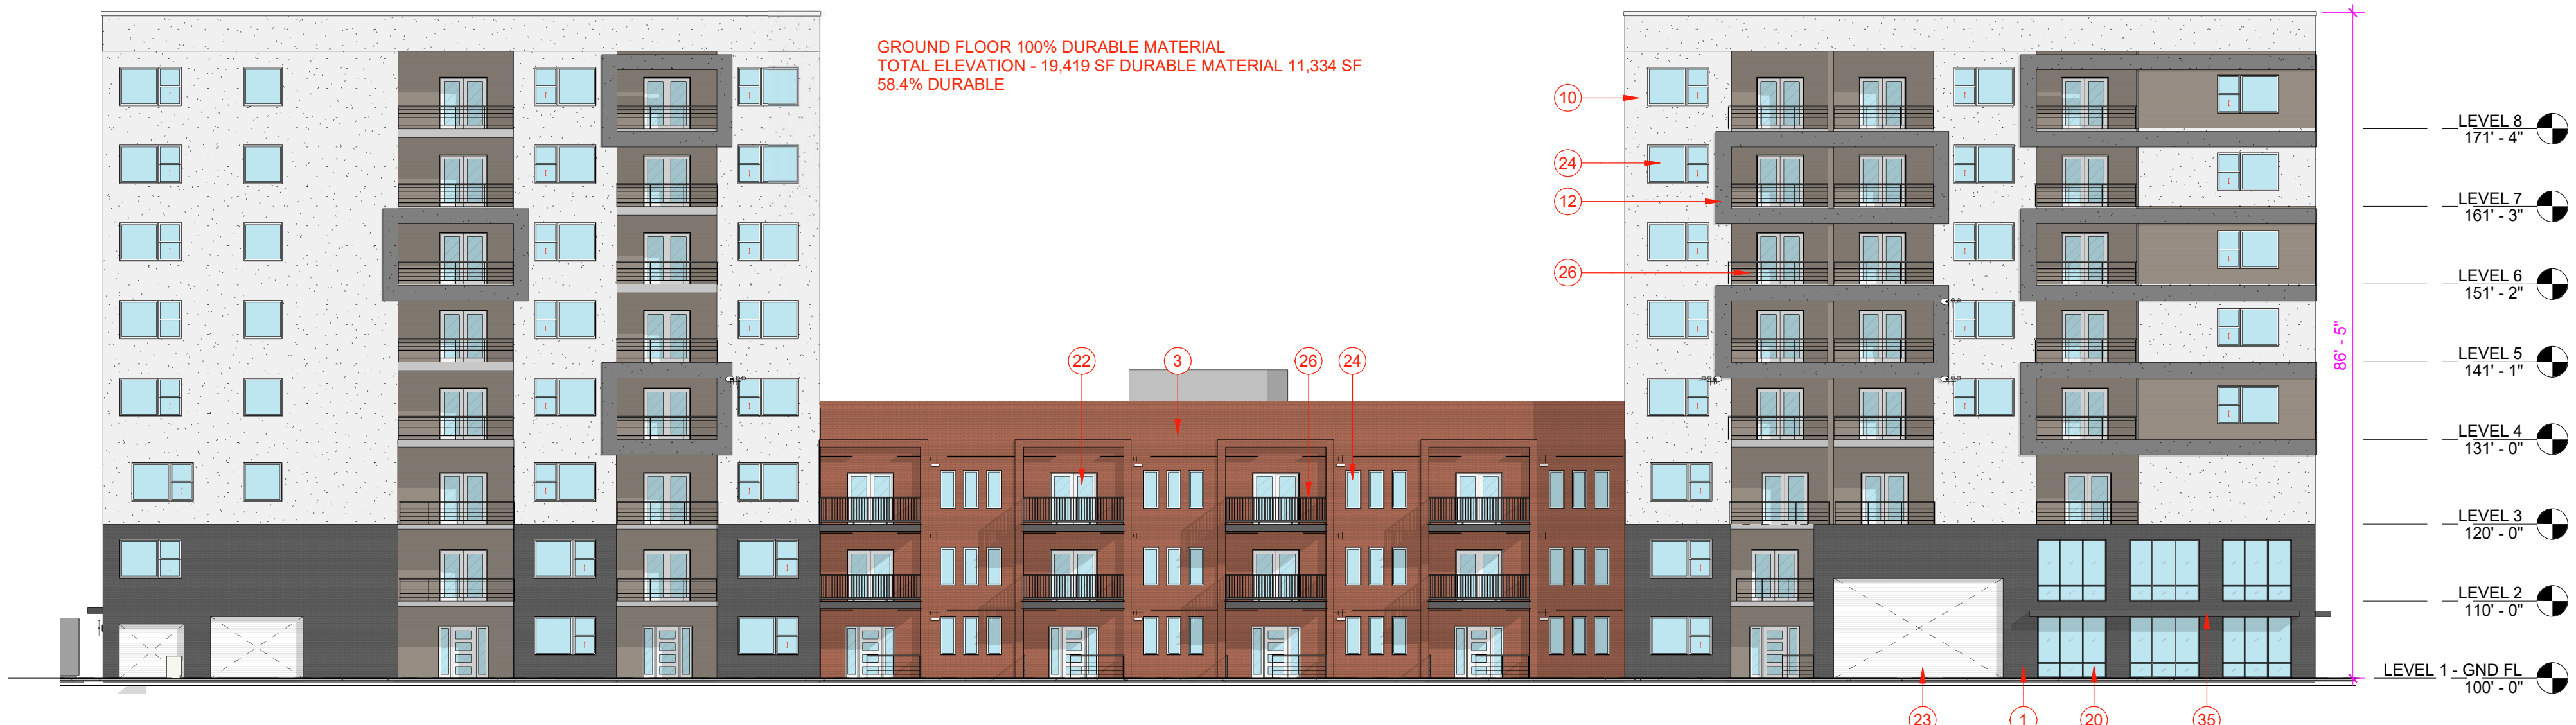 GROUND FLOOR 100% DURABLE MATERIAL
TOTAL ELEVATION - 19,419 SF DURABLE MATERIAL 11,334 SF
58.4% DURABLE
10
24
12
26
22
3
26
24
23
1
20
35
86' - 5"
LEVEL 8
171' - 4"
LEVEL 7
161' - 3"
LEVEL 6
151' - 2"
LEVEL 5
141' - 1"
LEVEL 4
131' - 0"
LEVEL 3
120' - 0"
LEVEL 2
110' - 0"
LEVEL 1 - GND FL
100' - 0"